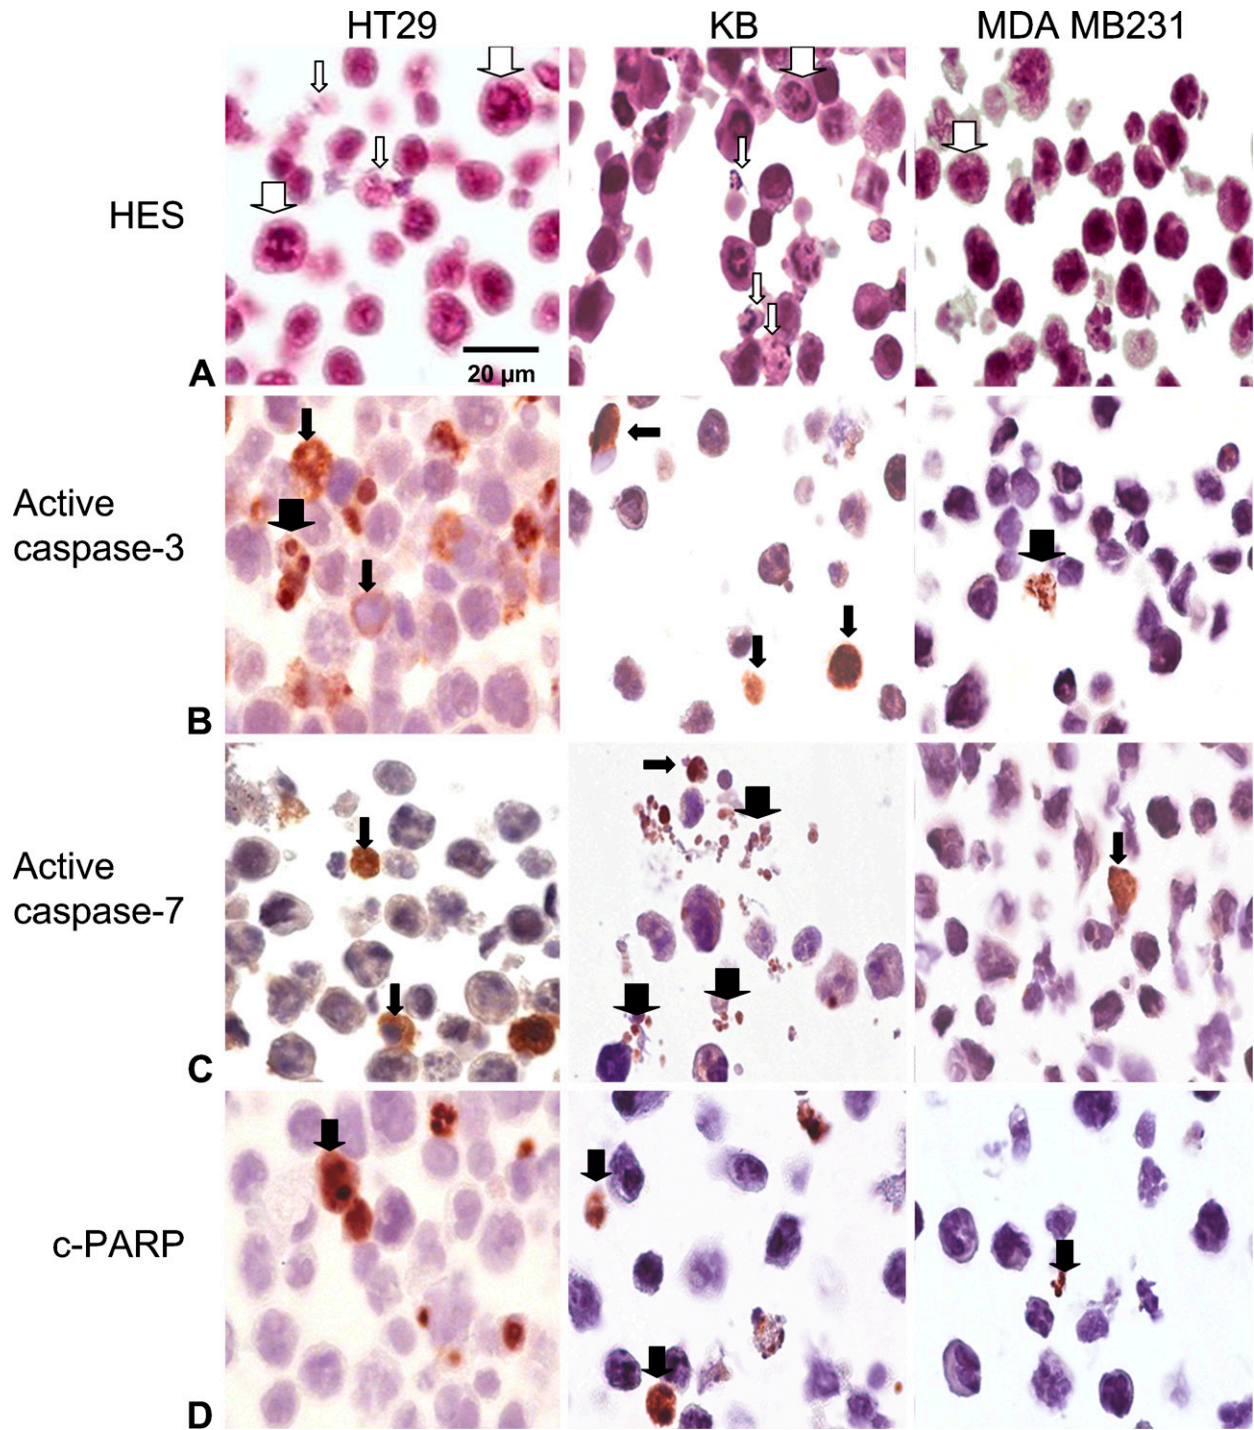 HT29 KB MDA MB231
HES
20 µm
A
Active
caspase-3
B
Active
caspase-7
C
c-PARP
D